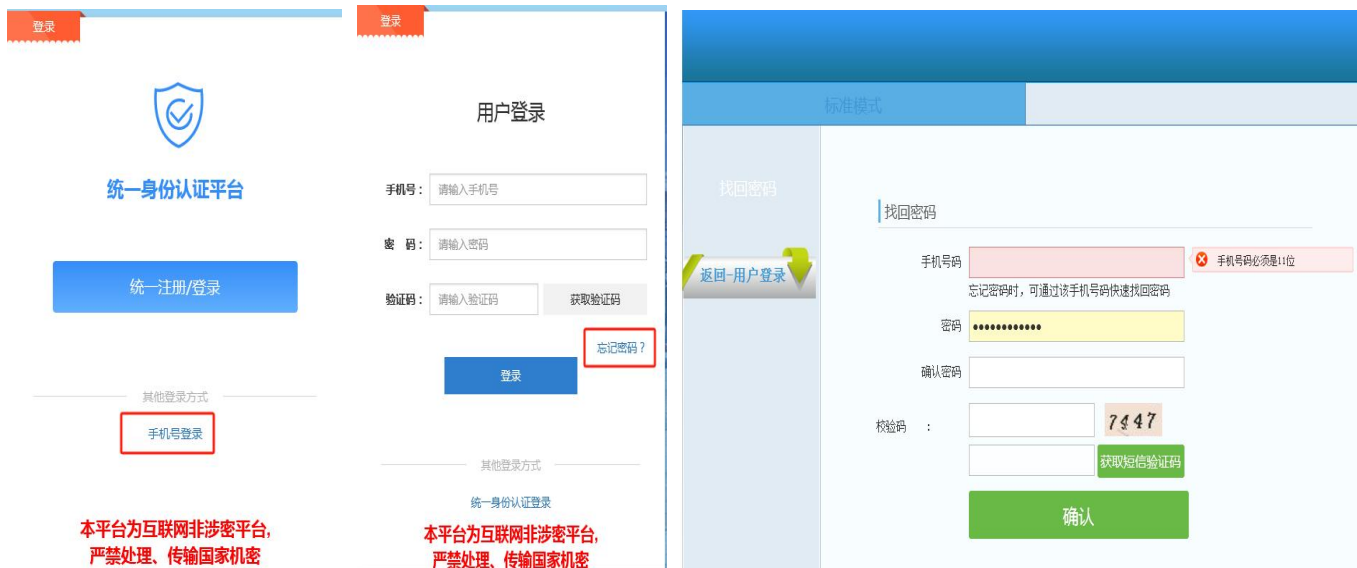 登录
统一身份认证平台
统一注册/登录
其他登录方式
手机号登录
本平台为互联网非涉密平台,
严禁处理、传输国家机密
登录
用户登录
手机号： 请输入手机号
密 码： 请输入密码
验证码： 请输入验证码 获取验证码
忘记密码？
登录
其他登录方式
统一身份认证登录
本平台为互联网非涉密平台,
严禁处理、传输国家机密
标准模式
找回密码
返回-用户登录
找回密码
手机号码 手机号码必须是11位
忘记密码时，可通过该手机号码快速找回密码
密码 ••••••••••••
确认密码
校验码 ： 7447
获取短信验证码
确认